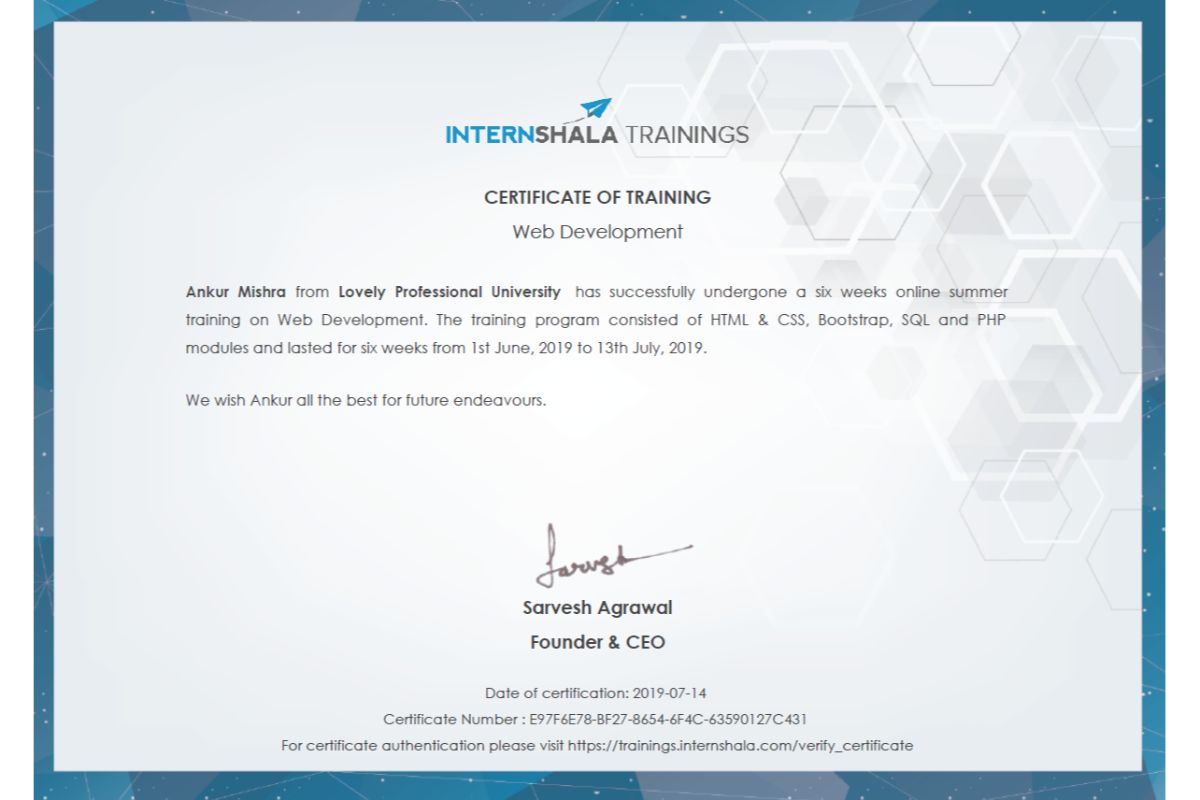 INTERNSHALA TRAININGS
CERTIFICATE OF TRAINING
Web Development
Ankur Mishra from Lovely Professional University has successfully undergone a six weeks online summer
training on Web Development. The training program consisted of HTML & CSS, Bootstrap, SQL and PHP
modules and lasted for six weeks from 1st June, 2019 to 13th July, 2019.
We wish Ankur all the best for future endeavours.
Sarvesh
Sarvesh Agrawal
Founder & CEO
Date of certification: 2019-07-14
Certificate Number : E97F6E78-BF27-8654-6F4C-63590127C431
For certificate authentication please visit https://trainings.internshala.com/verify_certificate